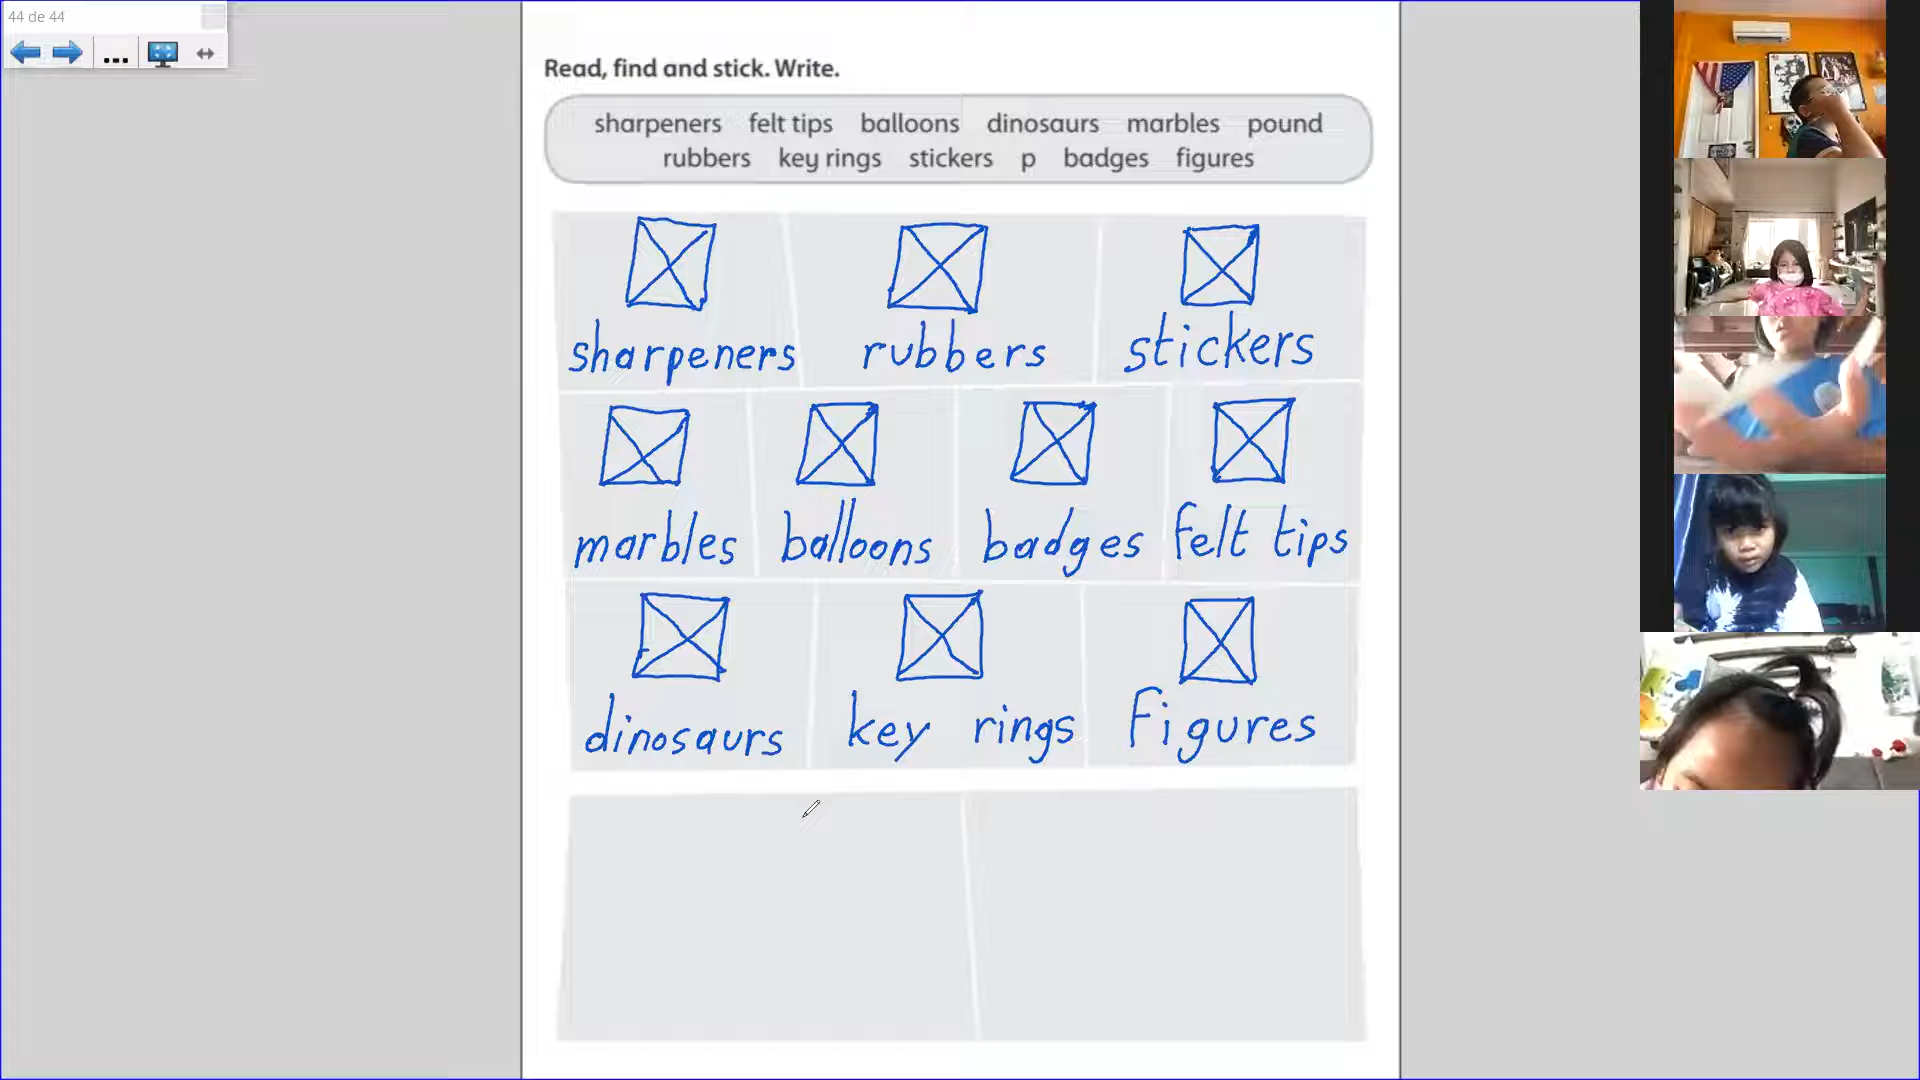 44 de 44
...
Read, find and stick. Write.
sharpeners felt tips balloons dinosaurs marbles pound
rubbers key rings stickers p badges figures
sharpeners rubbers stickers
marbles balloons badges felt tips
dinosaurs key rings Figures